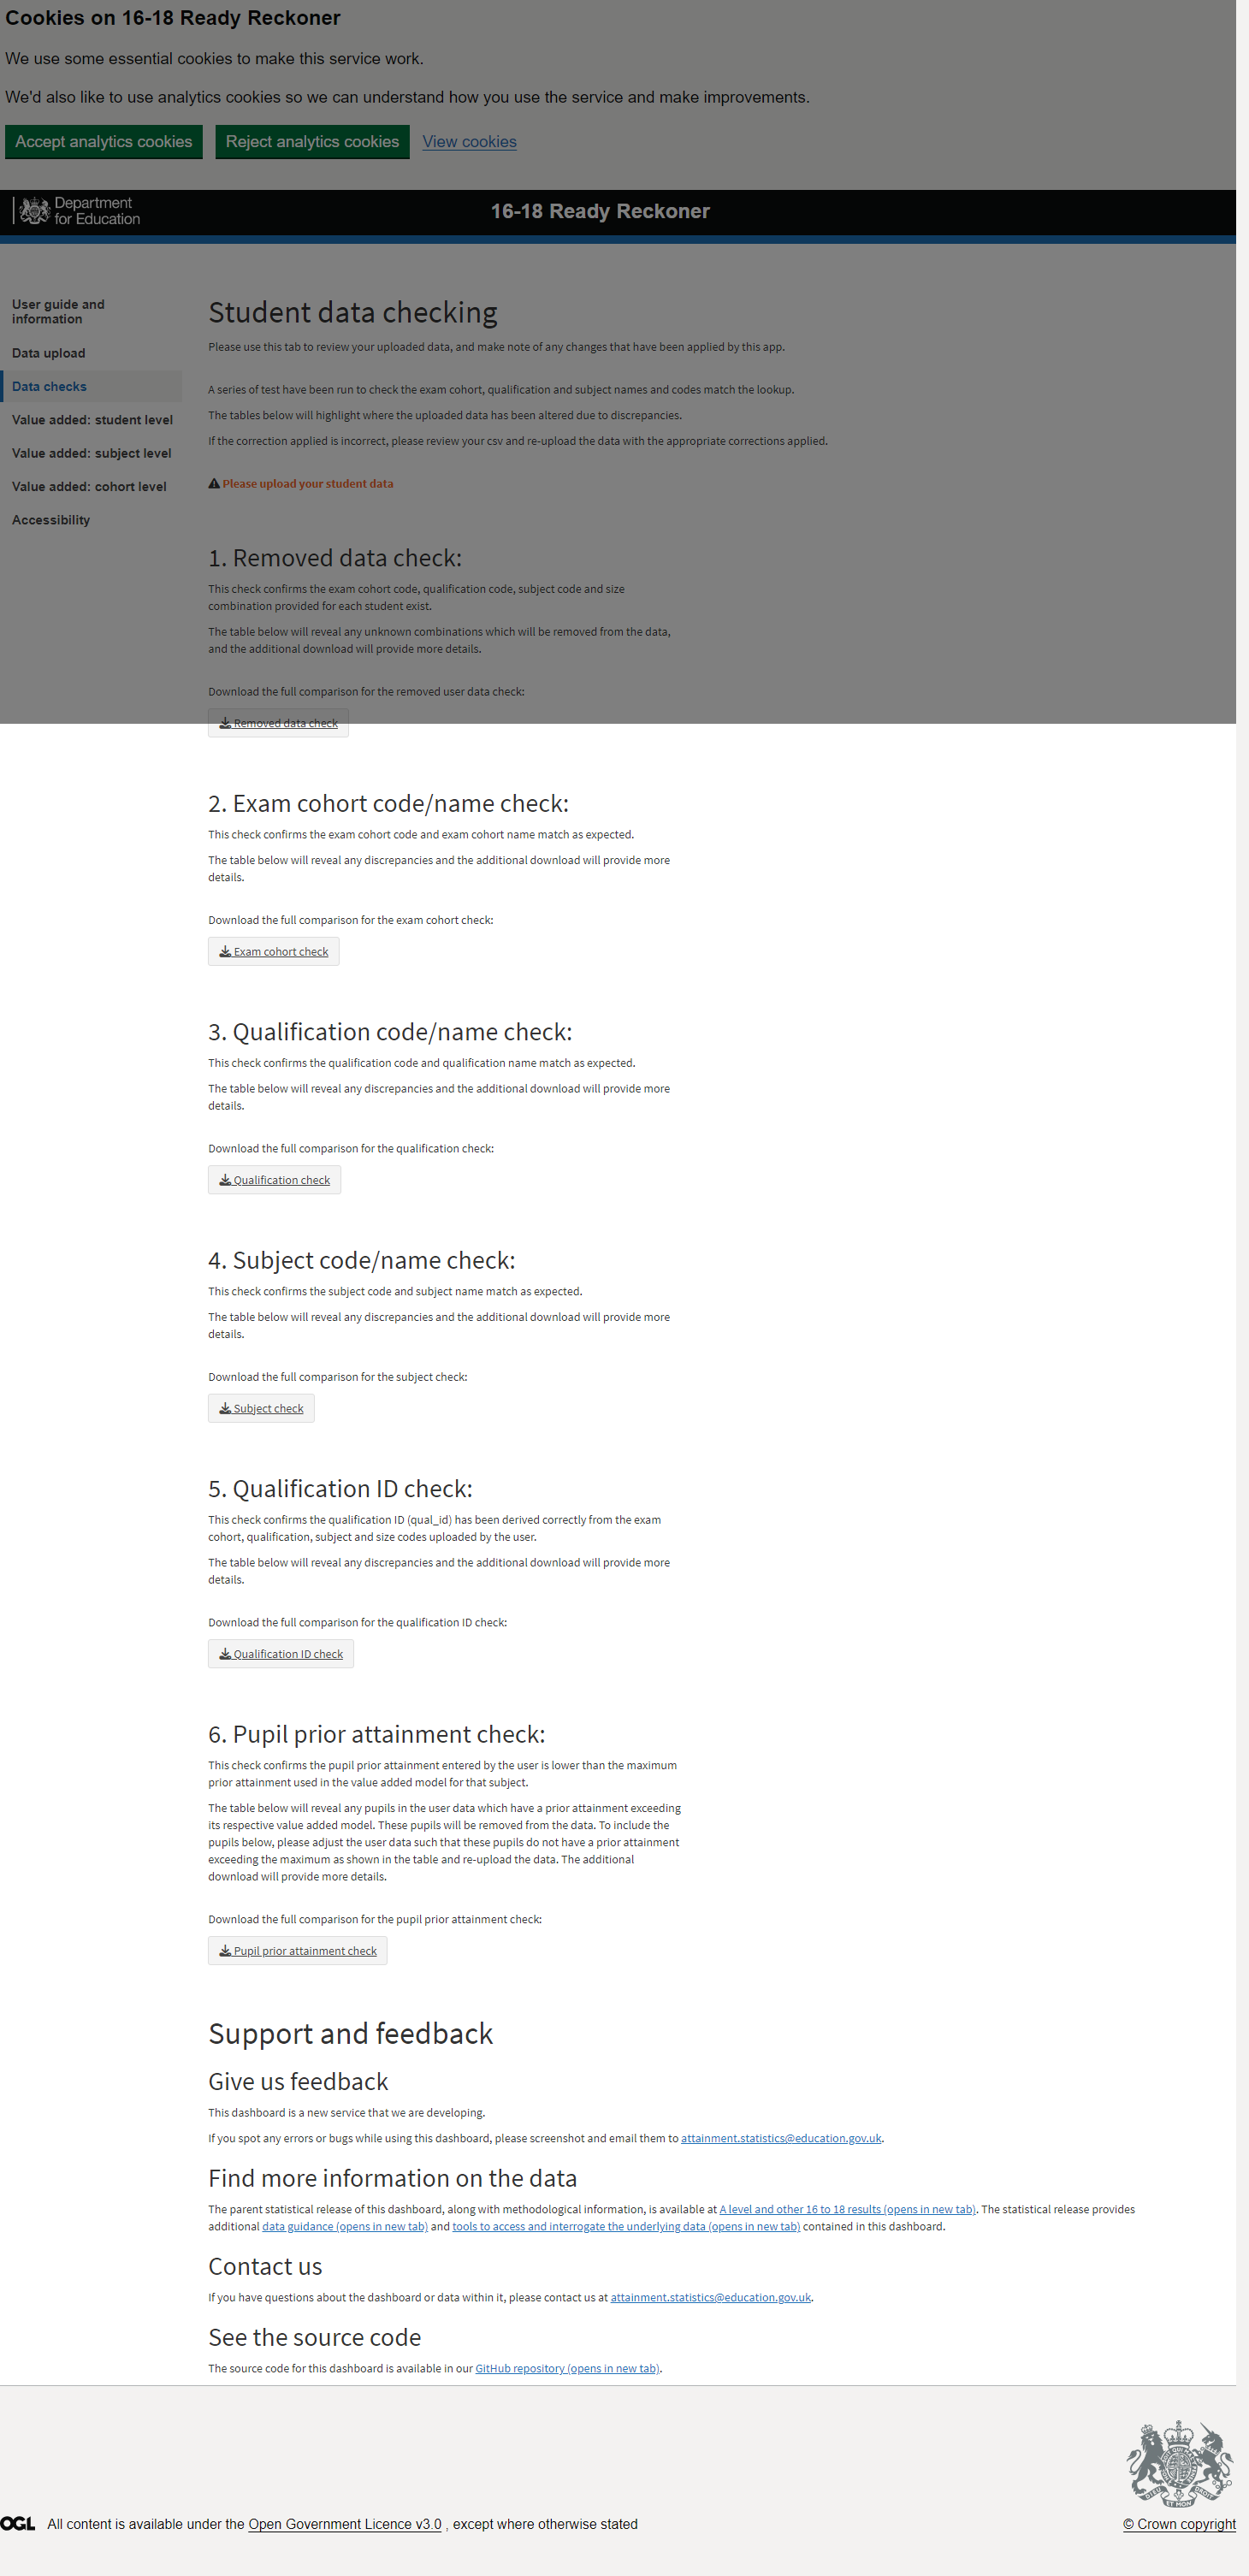 Cookies on 16-18 Ready Reckoner
We use some essential cookies to make this service work.
We'd also like to use analytics cookies so we can understand how you use the service and make improvements.
Accept analytics cookies Reject analytics cookies View cookies
Department
for Education
16-18 Ready Reckoner
User guide and
information
Data upload
Data checks
Value added: student level
Value added: subject level
Value added: cohort level
Accessibility
Student data checking
Please use this tab to review your uploaded data, and make note of any changes that have been applied by this app.
A series of test have been run to check the exam cohort, qualification and subject names and codes match the lookup.
The tables below will highlight where the uploaded data has been altered due to discrepancies.
If the correction applied is incorrect, please review your csv and re-upload the data with the appropriate corrections applied.
Please upload your student data
1. Removed data check:
This check confirms the exam cohort code, qualification code, subject code and size
combination provided for each student exist.
The table below will reveal any unknown combinations which will be removed from the data,
and the additional download will provide more details.
Download the full comparison for the removed user data check:
Removed data check
2. Exam cohort code/name check:
This check confirms the exam cohort code and exam cohort name match as expected.
The table below will reveal any discrepancies and the additional download will provide more
details.
Download the full comparison for the exam cohort check:
Exam cohort check
3. Qualification code/name check:
This check confirms the qualification code and qualification name match as expected.
The table below will reveal any discrepancies and the additional download will provide more
details.
Download the full comparison for the qualification check:
Qualification check
4. Subject code/name check:
This check confirms the subject code and subject name match as expected.
The table below will reveal any discrepancies and the additional download will provide more
details.
Download the full comparison for the subject check:
Subject check
5. Qualification ID check:
This check confirms the qualification ID (qual_id) has been derived correctly from the exam
cohort, qualification, subject and size codes uploaded by the user.
The table below will reveal any discrepancies and the additional download will provide more
details.
Download the full comparison for the qualification ID check:
Qualification ID check
6. Pupil prior attainment check:
This check confirms the pupil prior attainment entered by the user is lower than the maximum
prior attainment used in the value added model for that subject.
The table below will reveal any pupils in the user data which have a prior attainment exceeding
its respective value added model. These pupils will be removed from the data. To include the
pupils below, please adjust the user data such that these pupils do not have a prior attainment
exceeding the maximum as shown in the table and re-upload the data. The additional
download will provide more details.
Download the full comparison for the pupil prior attainment check:
Pupil prior attainment check
Support and feedback
Give us feedback
This dashboard is a new service that we are developing.
If you spot any errors or bugs while using this dashboard, please screenshot and email them to attainment.statistics@education.gov.uk.
Find more information on the data
The parent statistical release of this dashboard, along with methodological information, is available at A level and other 16 to 18 results (opens in new tab). The statistical release provides
additional data guidance (opens in new tab) and tools to access and interrogate the underlying data (opens in new tab) contained in this dashboard.
Contact us
If you have questions about the dashboard or data within it, please contact us at attainment.statistics@education.gov.uk.
See the source code
The source code for this dashboard is available in our GitHub repository (opens in new tab).
OGL All content is available under the Open Government Licence v3.0 , except where otherwise stated
© Crown copyright